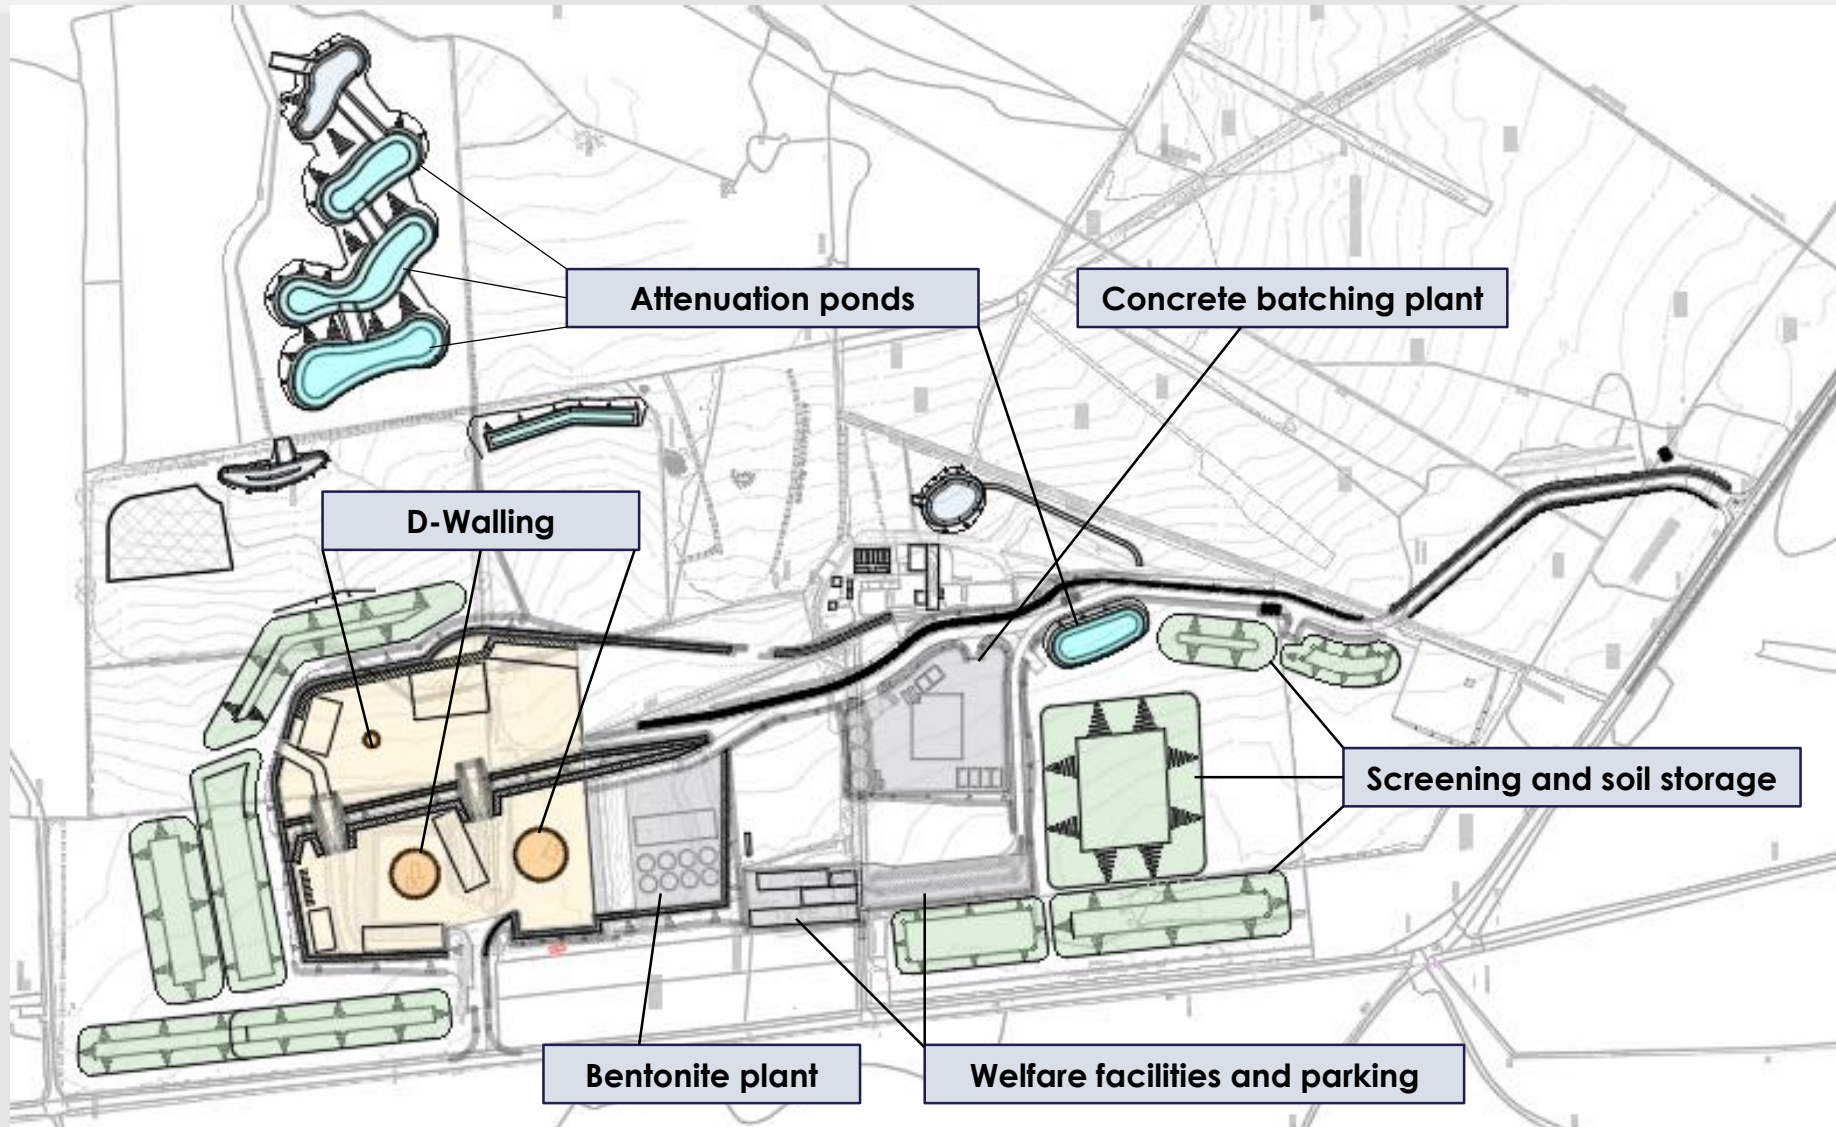 Attenuation ponds
Concrete batching plant
D-Walling
Screening and soil storage
Bentonite plant
Welfare facilities and parking